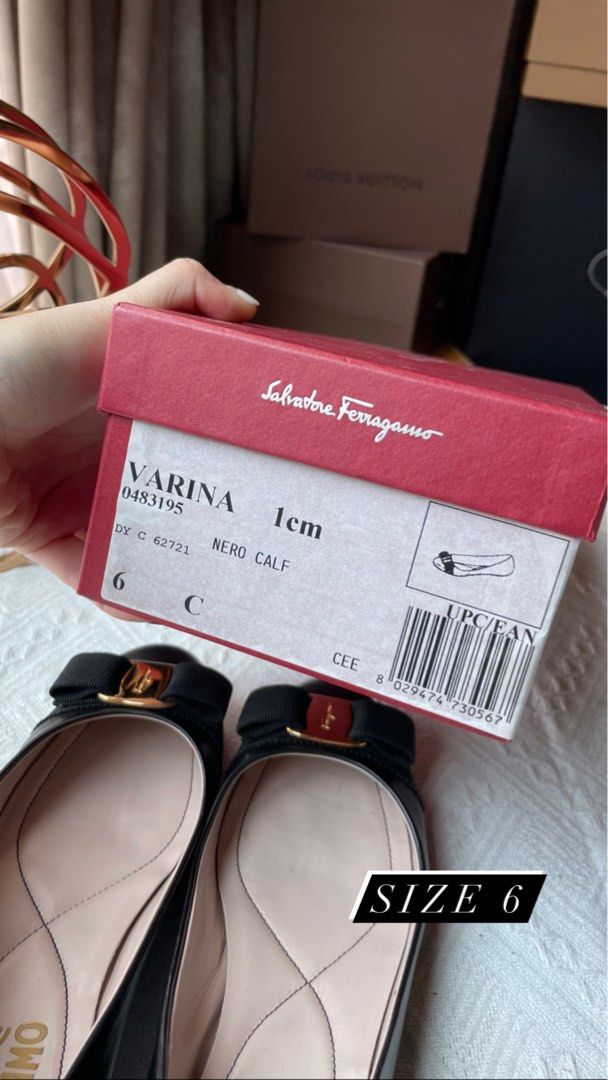 LOUIS VUITTON
Salvatore Ferragamo
VARINA 1cm
0483195
DY C 62721 NERO CALF
6 C
UPC/EAN
CEE 8 029474 730567
SIZE 6